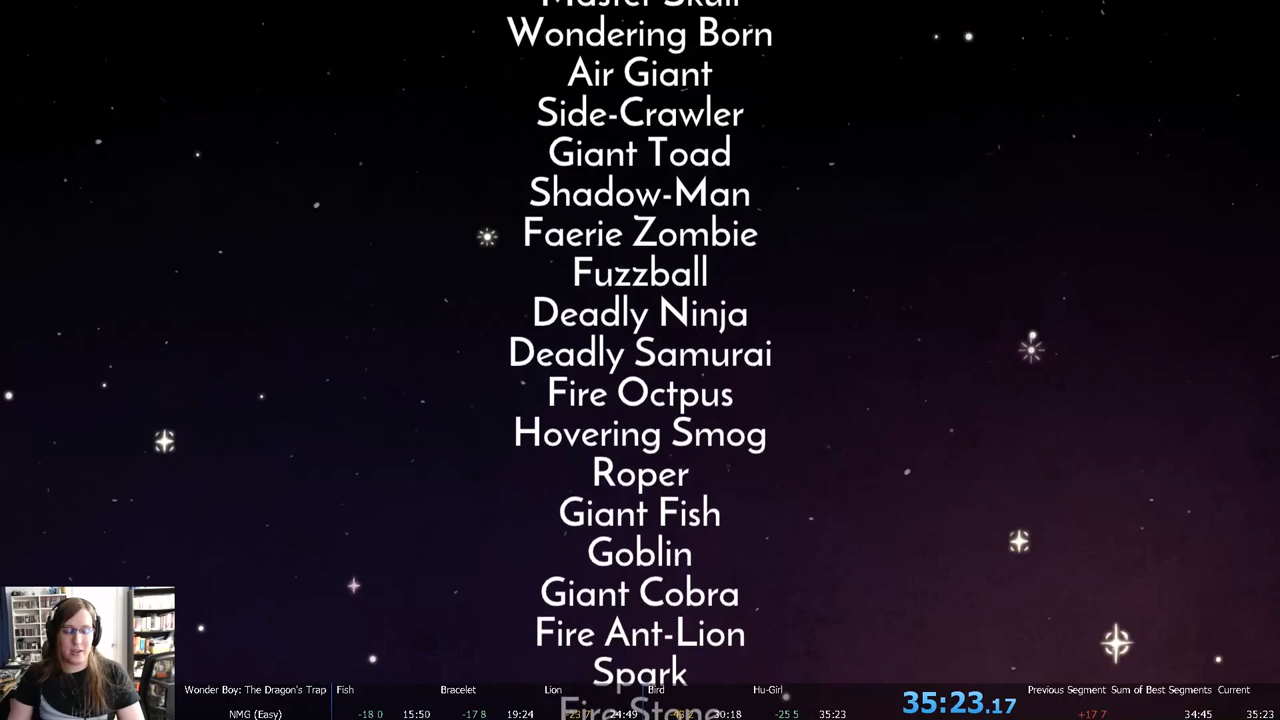 Master Skull
Wondering Born
Air Giant
Side-Crawler
Giant Toad
Shadow-Man
Faerie Zombie
Fuzzball
Deadly Ninja
Deadly Samurai
Fire Octpus
Hovering Smog
Roper
Giant Fish
Goblin
Giant Cobra
Fire Ant-Lion
Spark
Fire Stone
Wonder Boy: The Dragon's Trap Fish Bracelet Lion Bird Hu-Girl 35:23.17 Previous Segment Sum of Best Segments Current
NMG (Easy) -18 0 15:50 -17 8 19:24 24:49 30:18 -25 5 35:23 +17 7 34:45 35:23